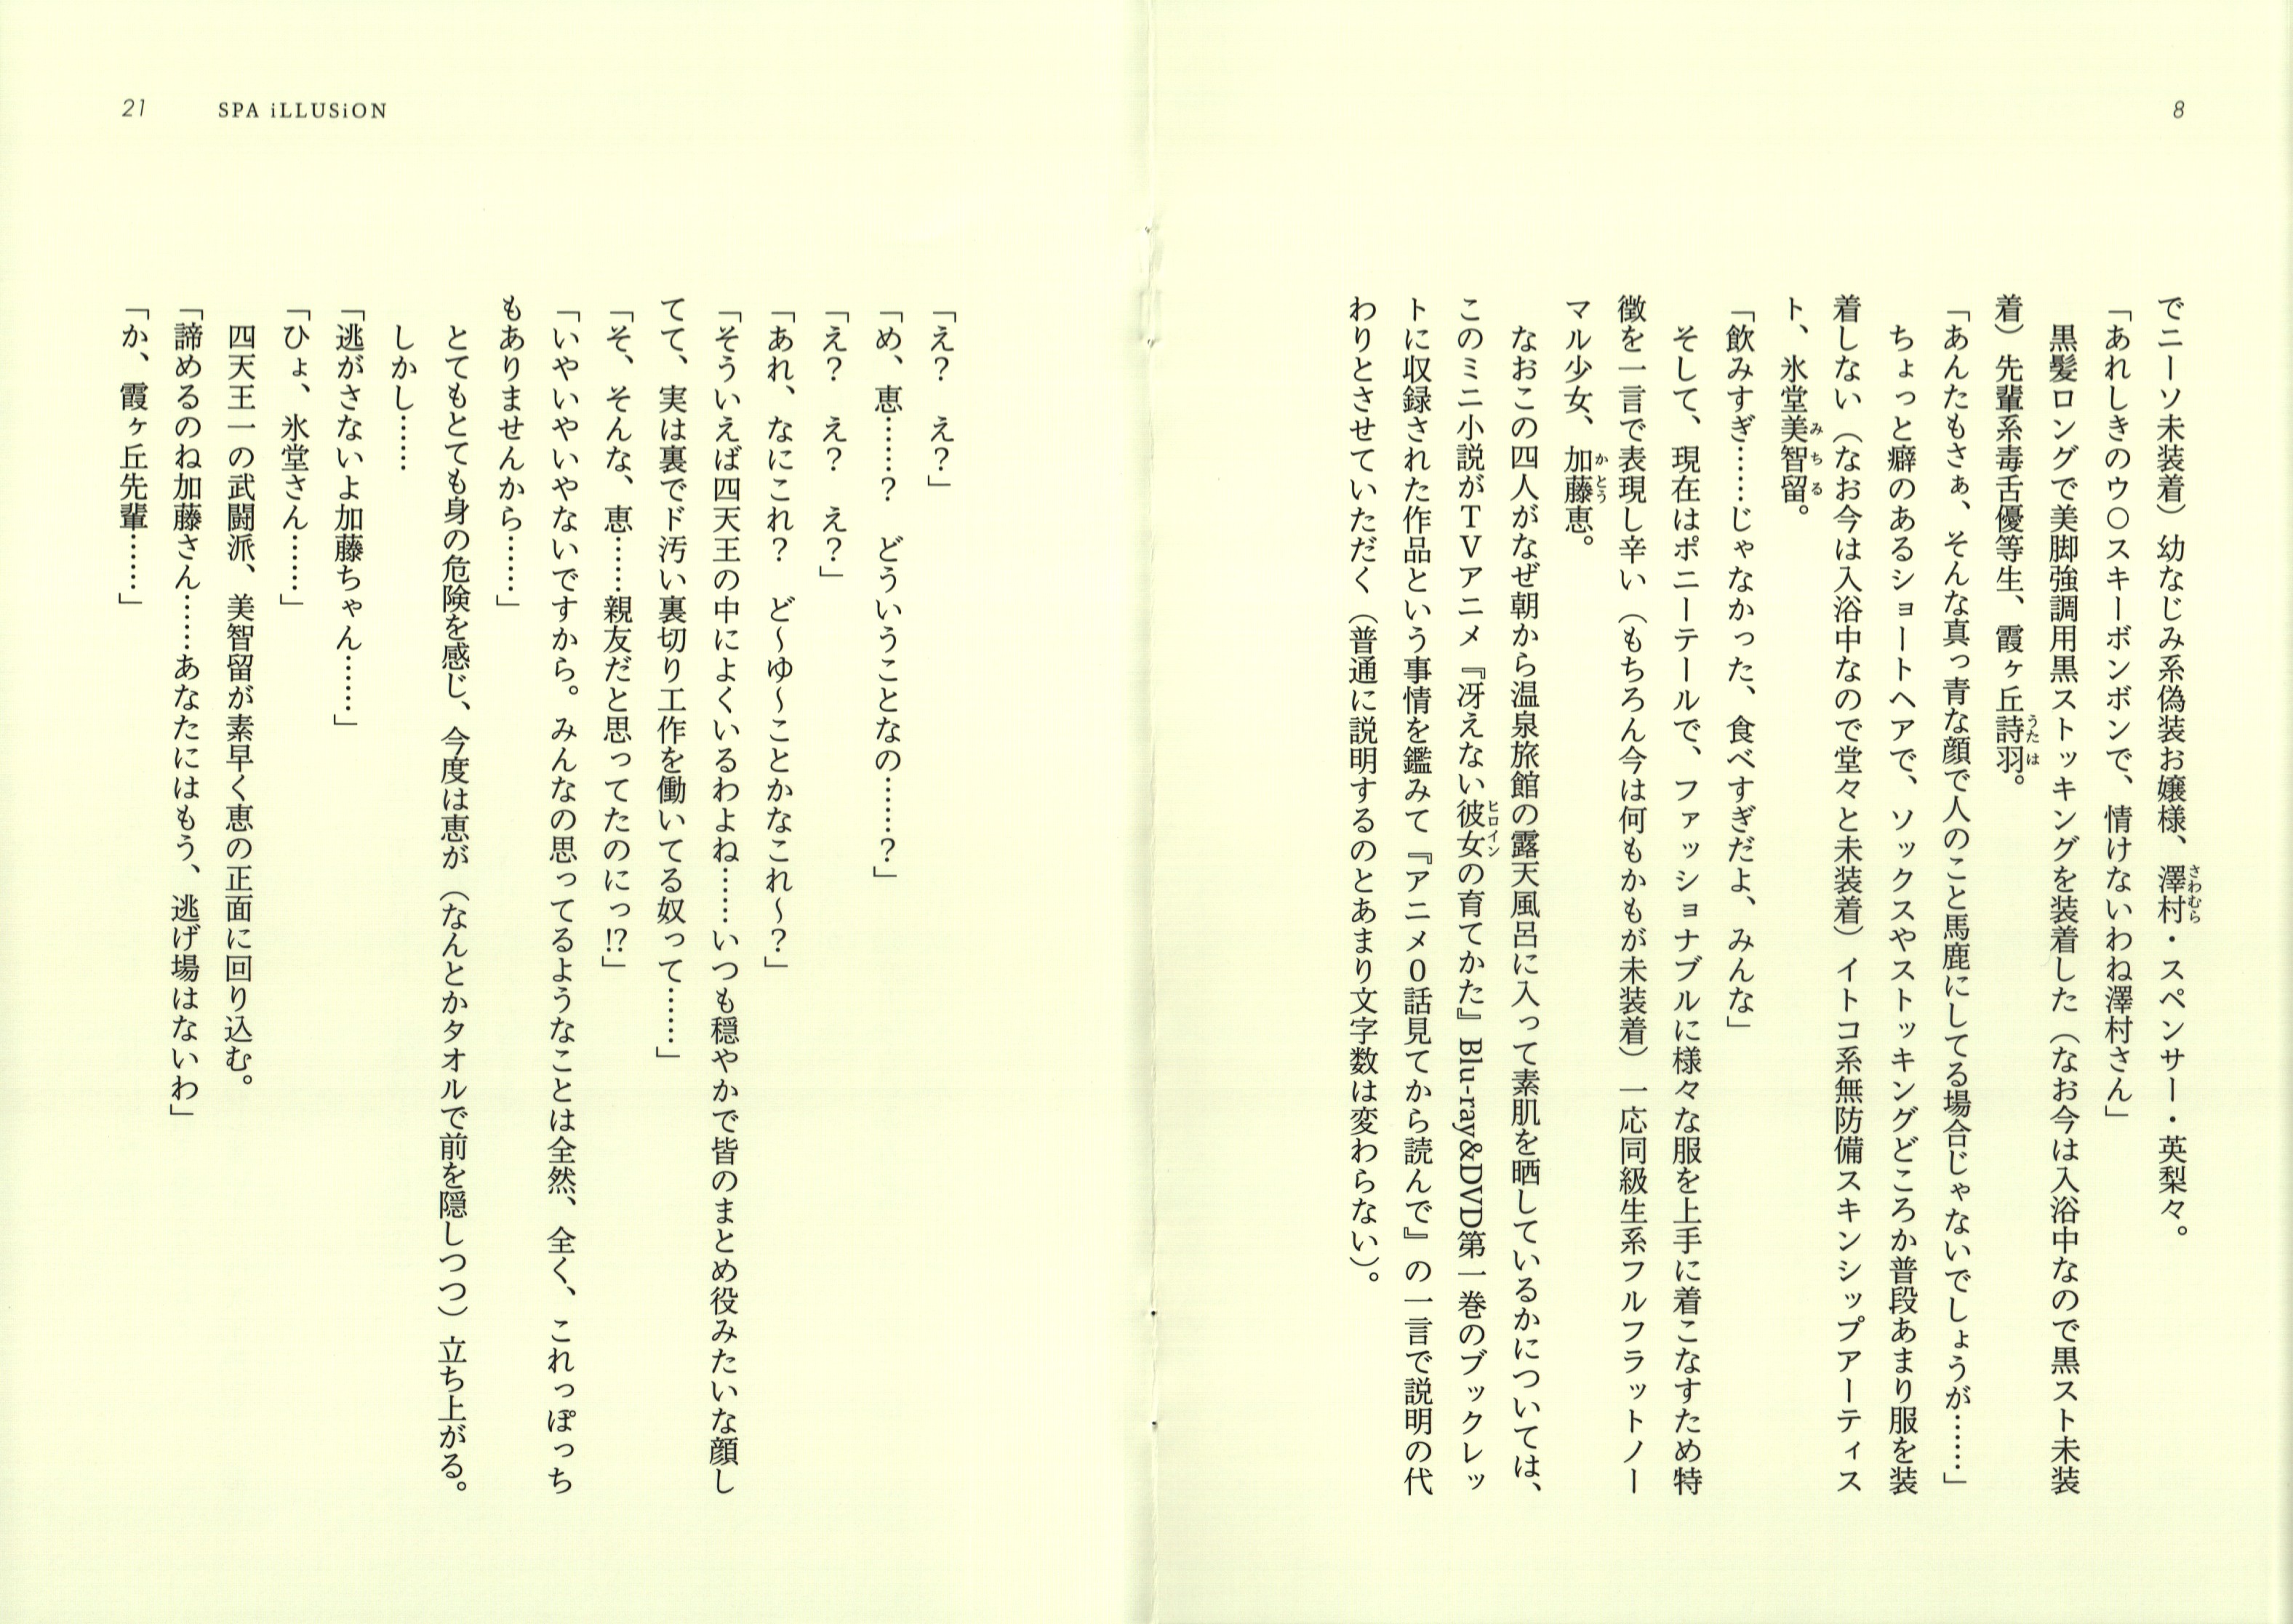 8
でニーソ未装着）幼なじみ系偽装お嬢様、澤村・スペンサー・英梨々。
「あれしきのウ○スキーボンボンで、情けないわね澤村さん」
　黒髪ロングで美脚強調用黒ストッキングを装着した（なお今は入浴中なので黒スト未装
着）先輩系毒舌優等生、霞ヶ丘詩羽。
「あんたもさぁ、そんな真っ青な顔で人のこと馬鹿にしてる場合じゃないでしょうが……」
　ちょっと癖のあるショートヘアで、ソックスやストッキングどころか普段あまり服を装
着しない（なお今は入浴中なので堂々と未装着）イトコ系無防備スキンシップアーティス
ト、氷堂美智留。
「飲みすぎ……じゃなかった、食べすぎだよ、みんな」
　そして、現在はポニーテールで、ファッショナブルに様々な服を上手に着こなすため特
徴を一言で表現し辛い（もちろん今は何もかもが未装着）一応同級生系フルフラットノー
マル少女、加藤恵。
　なおこの四人がなぜ朝から温泉旅館の露天風呂に入って素肌を晒しているかについては、
このミニ小説がＴＶアニメ『冴えない彼女の育てかた』Blu-ray&DVD第一巻のブックレッ
トに収録された作品という事情を鑑みて『アニメ０話見てから読んで』の一言で説明の代
わりとさせていただく（普通に説明するのとあまり文字数は変わらない）。
さわむら
うたは
みちる
かとう
ヒロイン
21 SPA iLLUSiON
「え？　え？」
「め、恵……？　どういうことなの……？」
「え？　え？　え？」
「あれ、なにこれ？　ど〜ゆ〜ことかなこれ〜？」
「そういえば四天王の中によくいるわよね……いつも穏やかで皆のまとめ役みたいな顔し
てて、実は裏でド汚い裏切り工作を働いてる奴って……」
「そ、そんな、恵……親友だと思ってたのにっ!?」
「いやいやいやないですから。みんなの思ってるようなことは全然、全く、これっぽっち
もありませんから……」
　とてもとても身の危険を感じ、今度は恵が（なんとかタオルで前を隠しつつ）立ち上がる。
　しかし……
「逃がさないよ加藤ちゃん……」
「ひょ、氷堂さん……」
　四天王一の武闘派、美智留が素早く恵の正面に回り込む。
「諦めるのね加藤さん……あなたにはもう、逃げ場はないわ」
「か、霞ヶ丘先輩……」